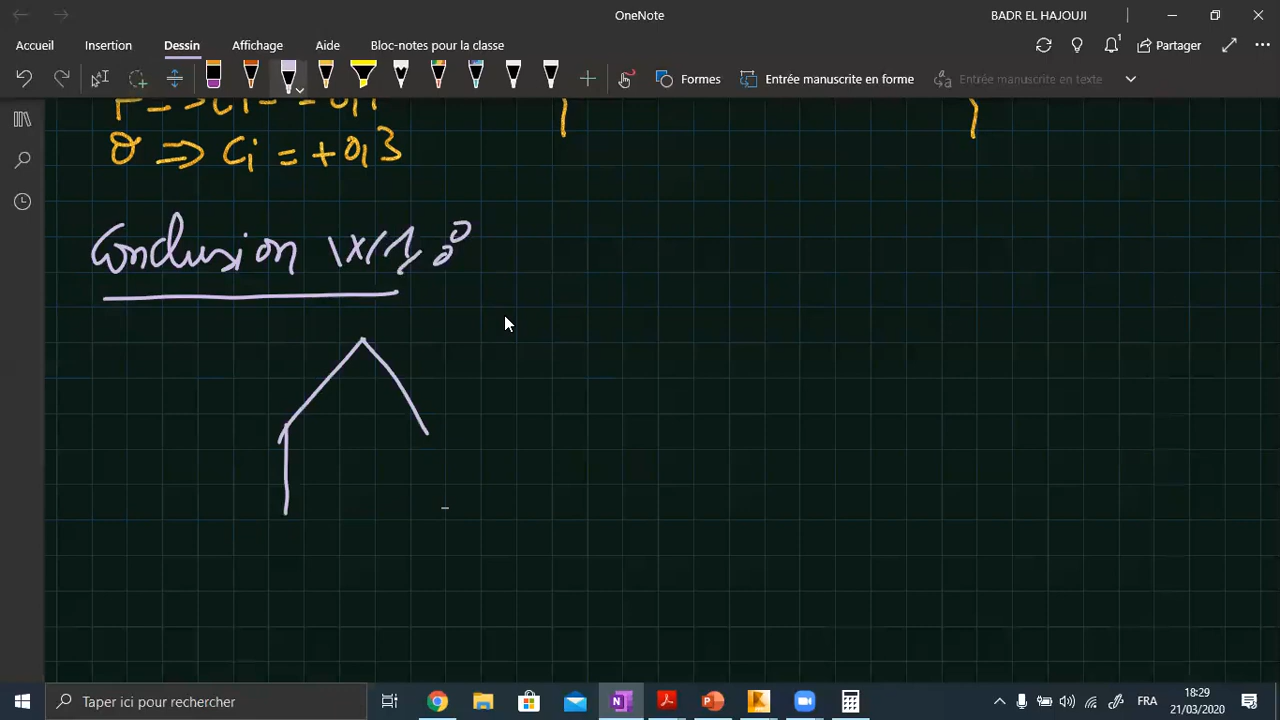 OneNote
BADR EL HAJOUJI
Accueil Insertion Dessin Affichage Aide Bloc-notes pour la classe
Partager
Formes Entrée manuscrite en forme Entrée manuscrite en texte
⇒ Ci = +0,3
Conclusion
Taper ici pour rechercher
FRA
18:29
21/03/2020